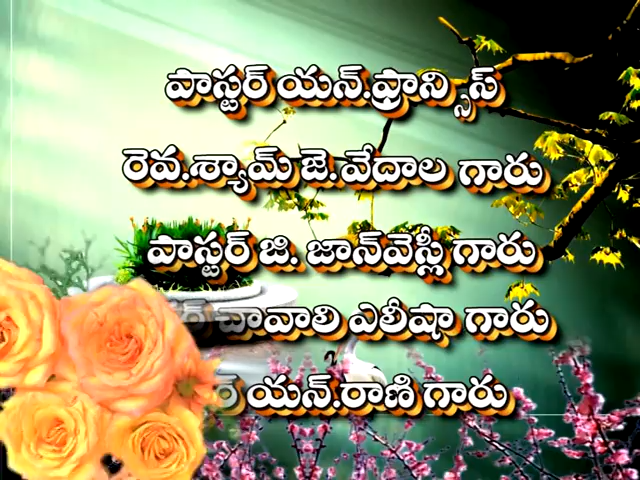 పాస్టర్ యన్.ఫ్రాన్సిస్
రెవ.శ్యామ్ జె.వేదాల గారు
పాస్టర్ జి. జాన్‌వెస్లీ గారు
చావాలి ఎలీషా గారు
యన్.రాణి గారు